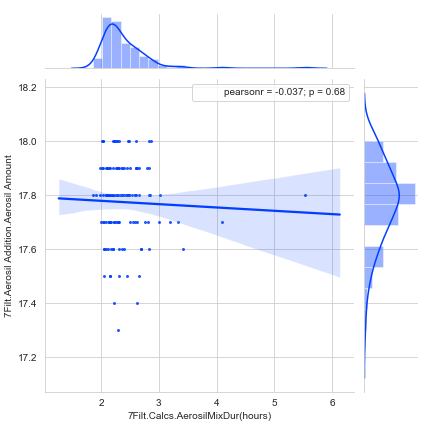 pearsonr = -0.037; p = 0.68
18.2
18.0
17.8
17.6
17.4
17.2
7Filt.Aerosil Addition.Aerosil Amount
2 3 4 5 6
7Filt.Calcs.AerosilMixDur(hours)